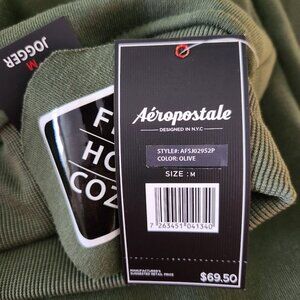 M
JOGGER
F
HO
COZ
Aéropostale
DESIGNED IN N.Y.C
STYLE#: AFSJ02952P
COLOR: OLIVE
SIZE: M
7 263451 041340
MANUFACTURER'S
SUGGESTED RETAIL PRICE
$69.50